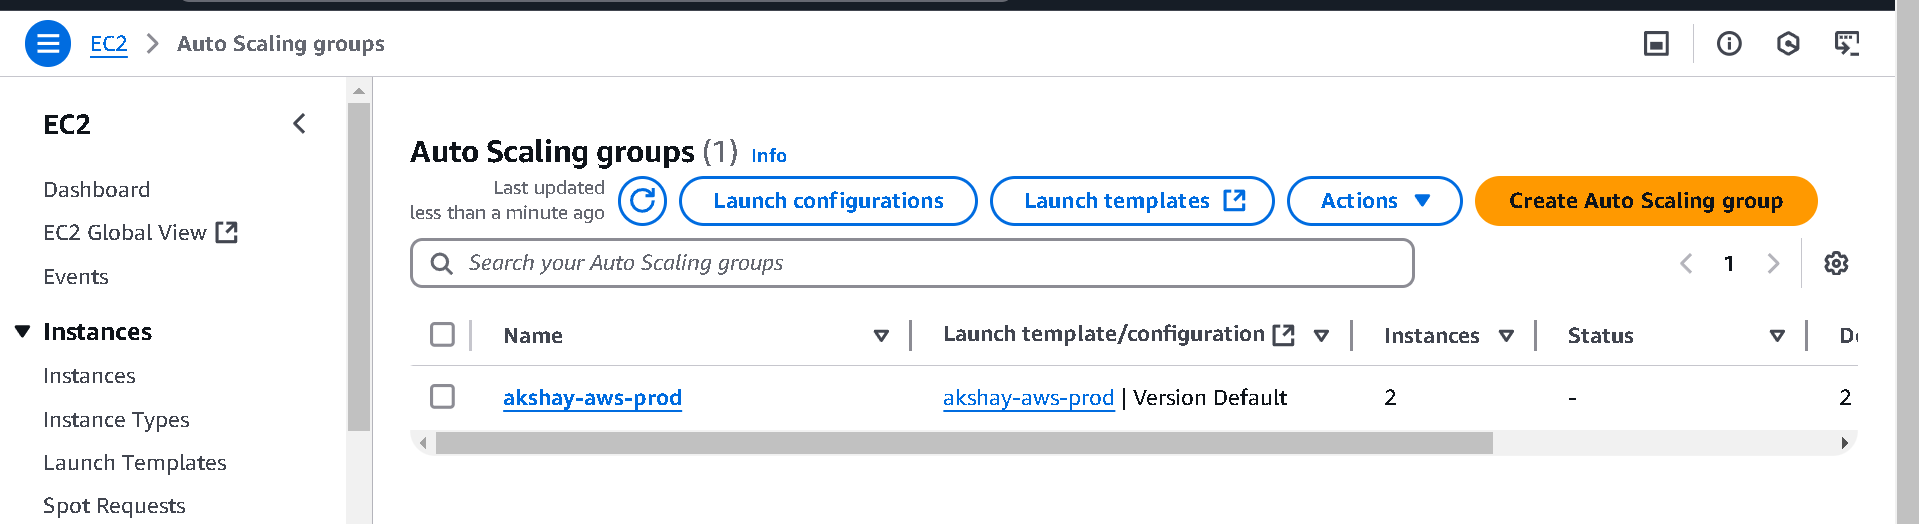 EC2 > Auto Scaling groups
EC2
Dashboard
EC2 Global View
Events
Instances
Instances
Instance Types
Launch Templates
Spot Requests
Auto Scaling groups (1) Info
Last updated
less than a minute ago
Launch configurations
Launch templates
Actions
Create Auto Scaling group
Search your Auto Scaling groups
1
Name Launch template/configuration Instances Status
akshay-aws-prod akshay-aws-prod | Version Default 2 - 2